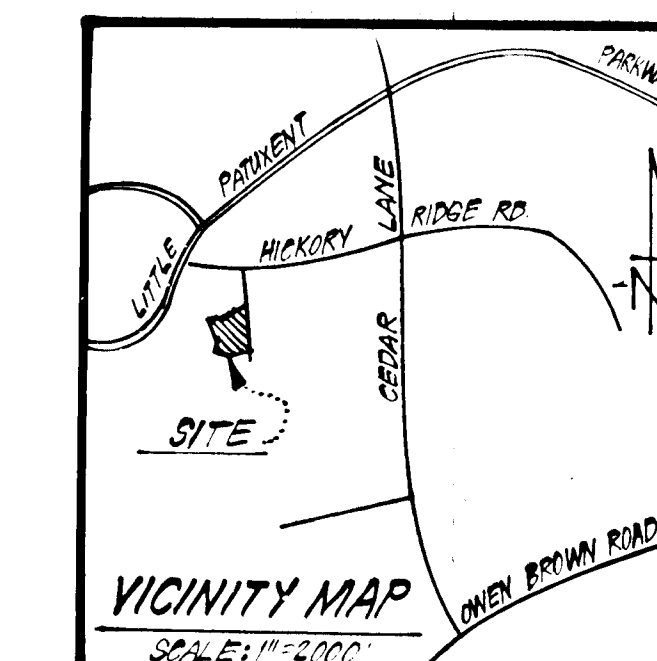 PARKW
LITTLE PATUXENT
HICKORY RIDGE RD.
CEDAR LANE
N
SITE
OWEN BROWN ROAD
VICINITY MAP
SCALE: 1"=2000'